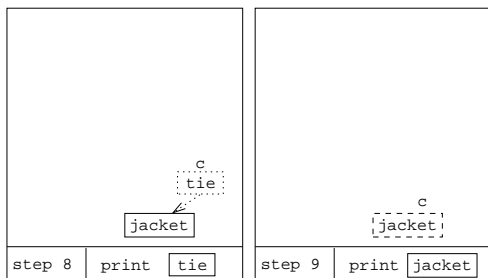 c
tie
jacket
step 8 print tie
c
jacket
step 9 print jacket